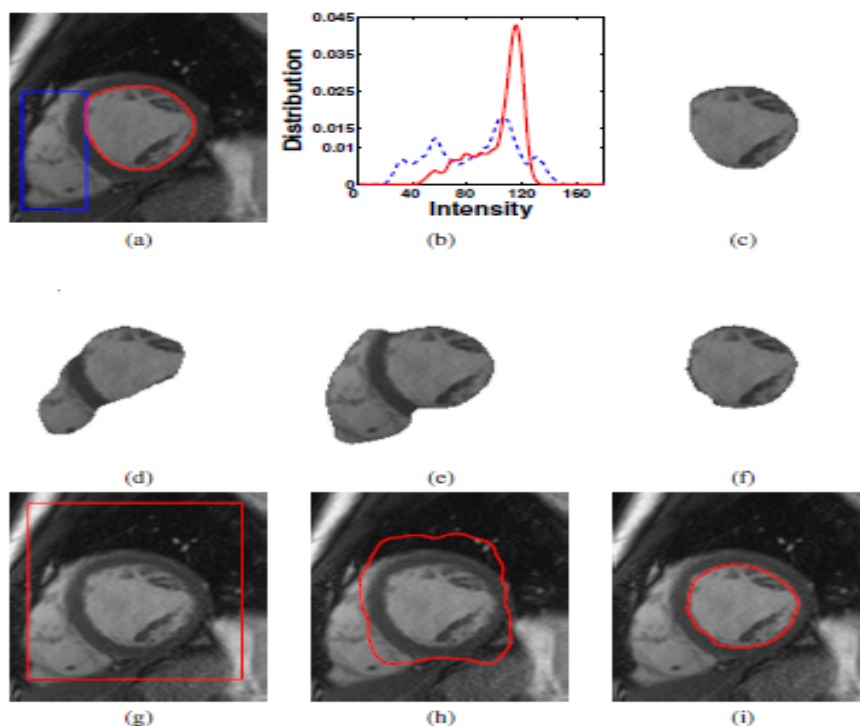 0.045
0.035
0.025
0.015
0.01
0
Distribution
0 40 80 120 160
Intensity
(a) (b) (c)
(d) (e) (f)
(g) (h) (i)